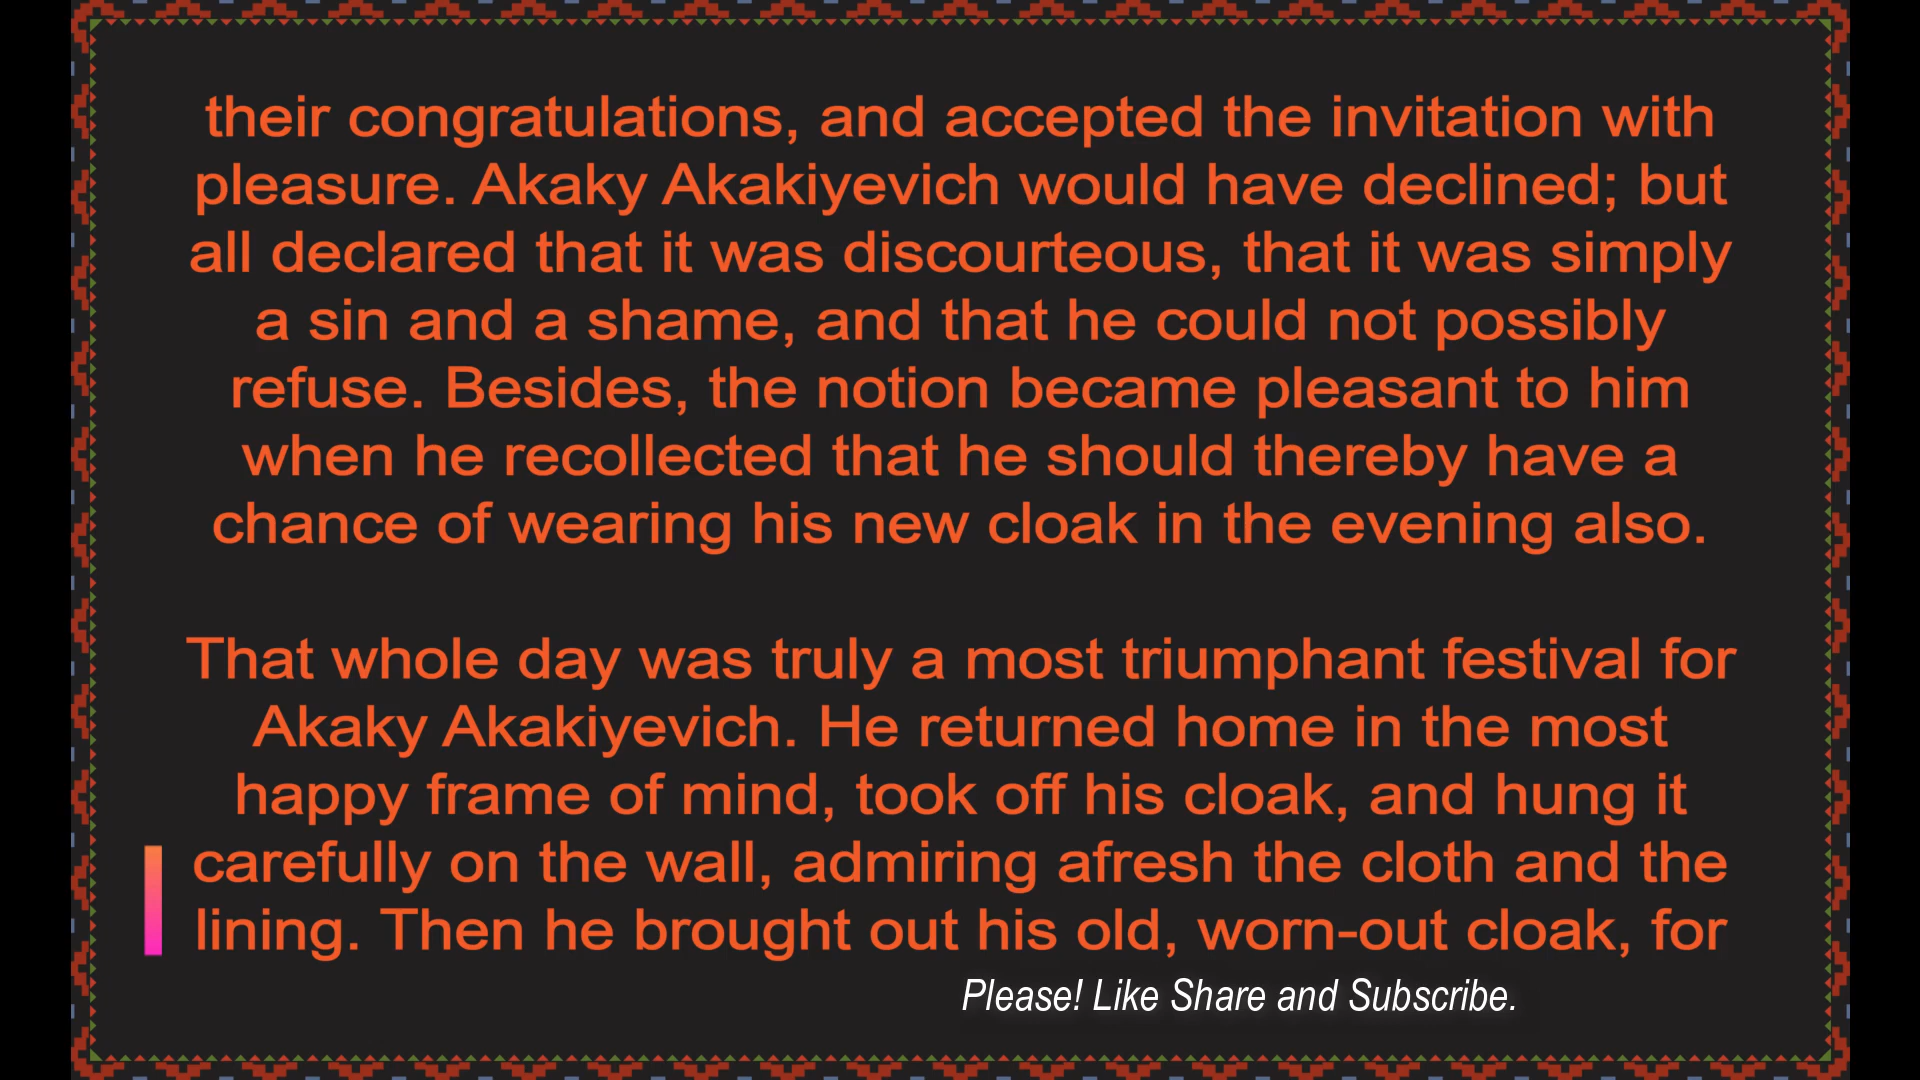 their congratulations, and accepted the invitation with
pleasure. Akaky Akakiyevich would have declined; but
all declared that it was discourteous, that it was simply
a sin and a shame, and that he could not possibly
refuse. Besides, the notion became pleasant to him
when he recollected that he should thereby have a
chance of wearing his new cloak in the evening also.
That whole day was truly a most triumphant festival for
Akaky Akakiyevich. He returned home in the most
happy frame of mind, took off his cloak, and hung it
carefully on the wall, admiring afresh the cloth and the
lining. Then he brought out his old, worn-out cloak, for
Please! Like Share and Subscribe.